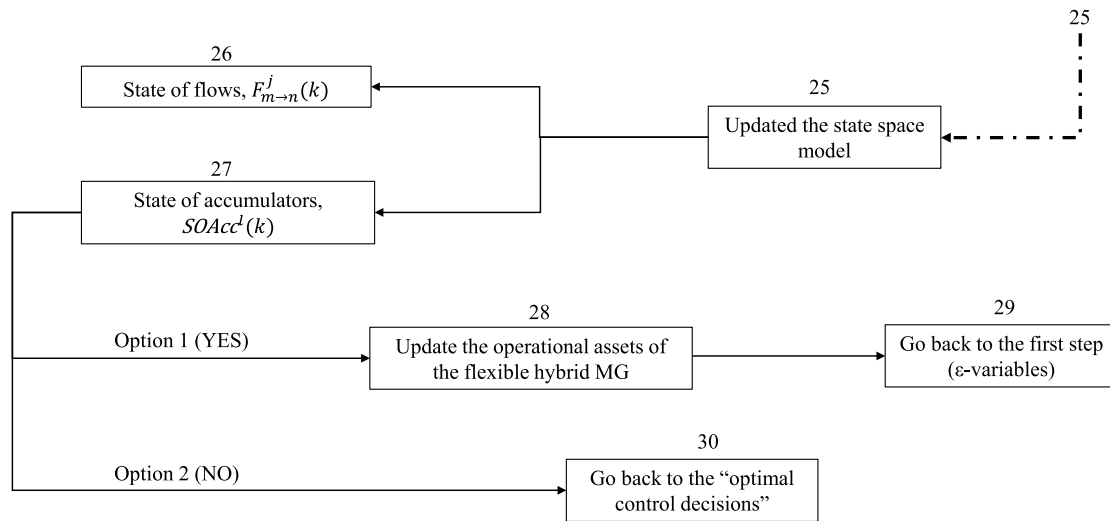 25
26
State of flows, $F^{j}_{m→n}(k)$
25
Updated the state space
model
27
State of accumulators,
$SOAcc^{l}(k)$
Option 1 (YES)
28
Update the operational assets of
the flexible hybrid MG
29
Go back to the first step
(ε-variables)
Option 2 (NO)
30
Go back to the “optimal
control decisions”